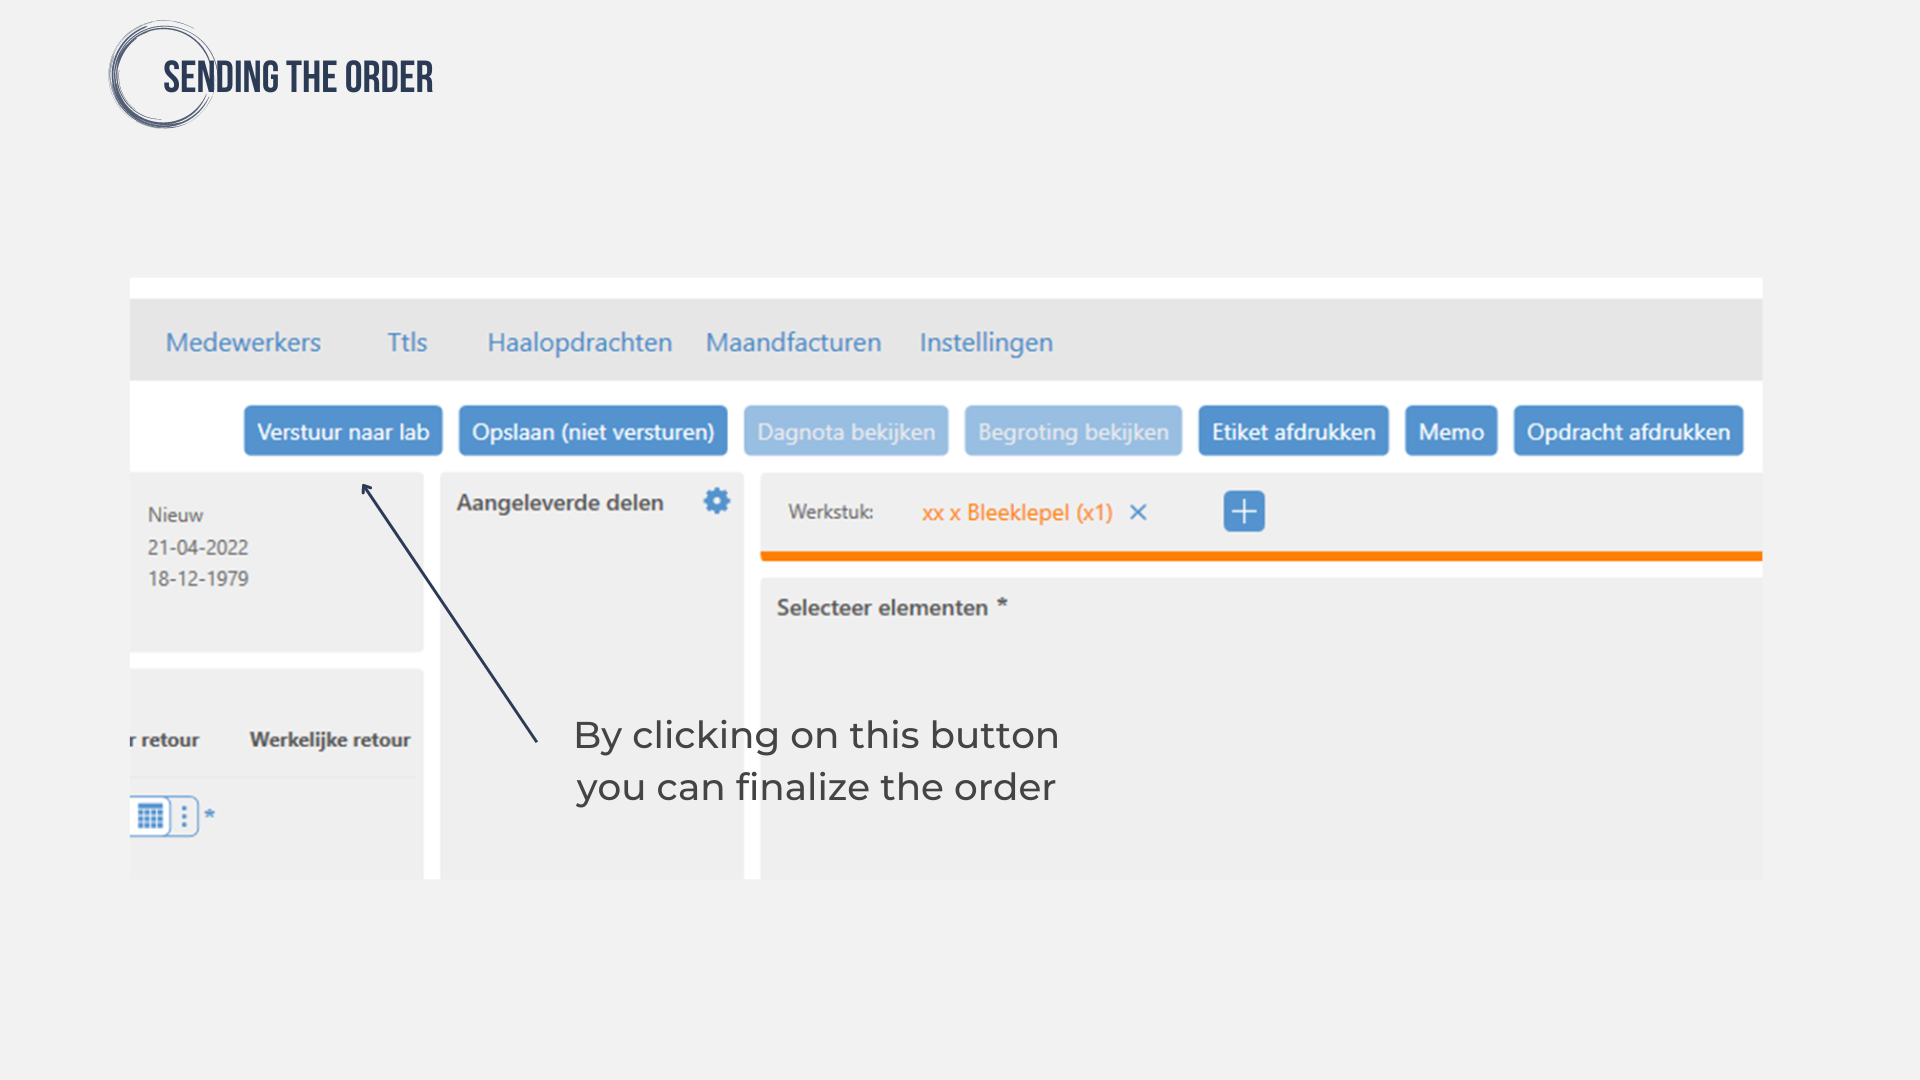 SENDING THE ORDER
Medewerkers Ttls Haalopdrachten Maandfacturen Instellingen
Verstuur naar lab Opslaan (niet versturen) Dagnota bekijken Begroting bekijken Etiket afdrukken Memo Opdracht afdrukken
Nieuw
21-04-2022
18-12-1979
Aangeleverde delen
Werkstuk: xx x Bleeklepel (x1) ×
Selecteer elementen *
r retour Werkelijke retour
*
By clicking on this button
you can finalize the order